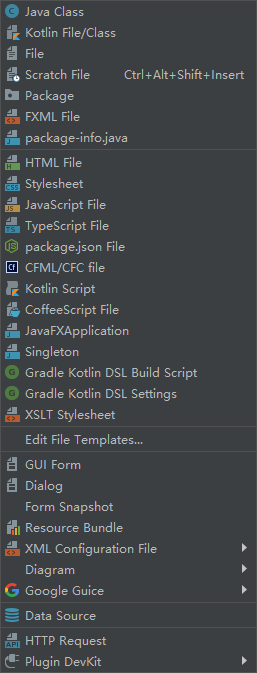 Java Class
Kotlin File/Class
File
Scratch File Ctrl+Alt+Shift+Insert
Package
FXML File
package-info.java
HTML File
Stylesheet
JavaScript File
TypeScript File
package.json File
CFML/CFC file
Kotlin Script
CoffeeScript File
JavaFXApplication
Singleton
Gradle Kotlin DSL Build Script
Gradle Kotlin DSL Settings
XSLT Stylesheet
Edit File Templates...
GUI Form
Dialog
Form Snapshot
Resource Bundle
XML Configuration File
Diagram
Google Guice
Data Source
HTTP Request
Plugin DevKit